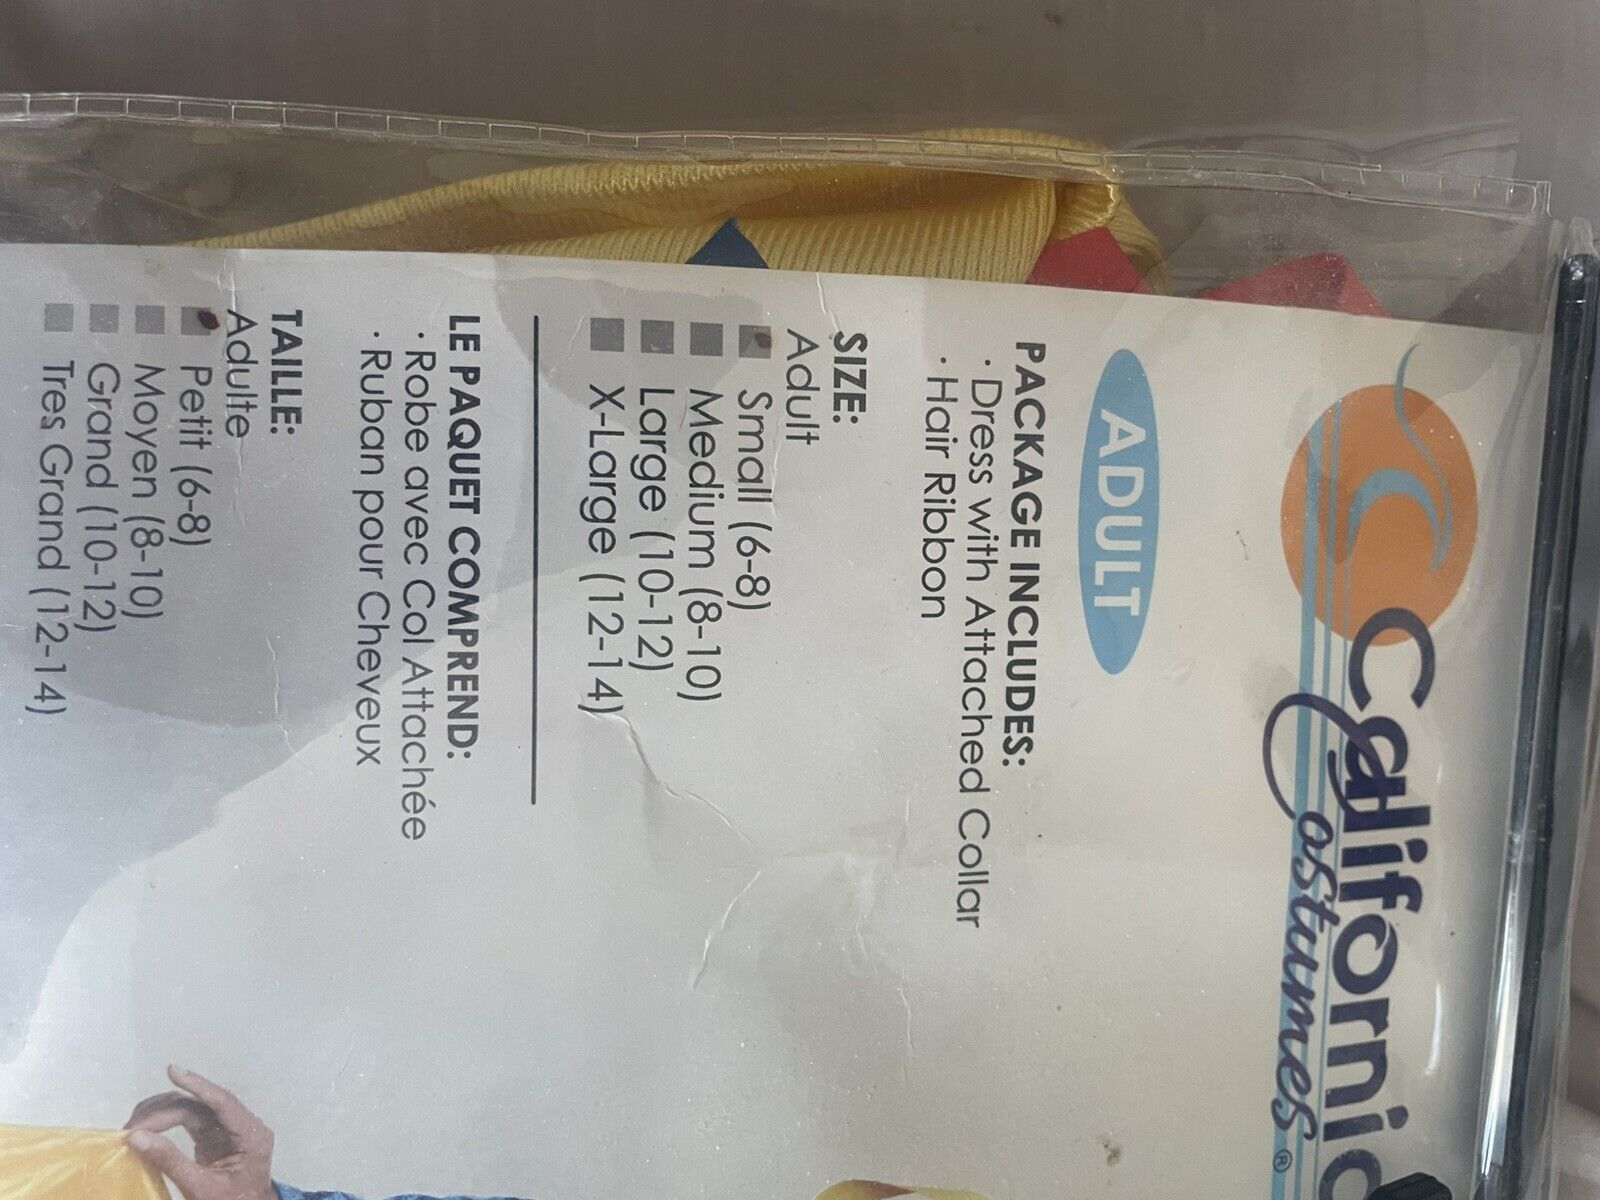 California
Costumes®
ADULT
PACKAGE INCLUDES:
· Dress with Attached Collar
· Hair Ribbon
SIZE:
Adult
Small (6-8)
Medium (8-10)
Large (10-12)
X-Large (12-14)
LE PAQUET COMPREND:
· Robe avec Col Attachée
· Ruban pour Cheveux
TAILLE:
Adulte
Petit (6-8)
Moyen (8-10)
Grand (10-12)
Tres Grand (12-14)